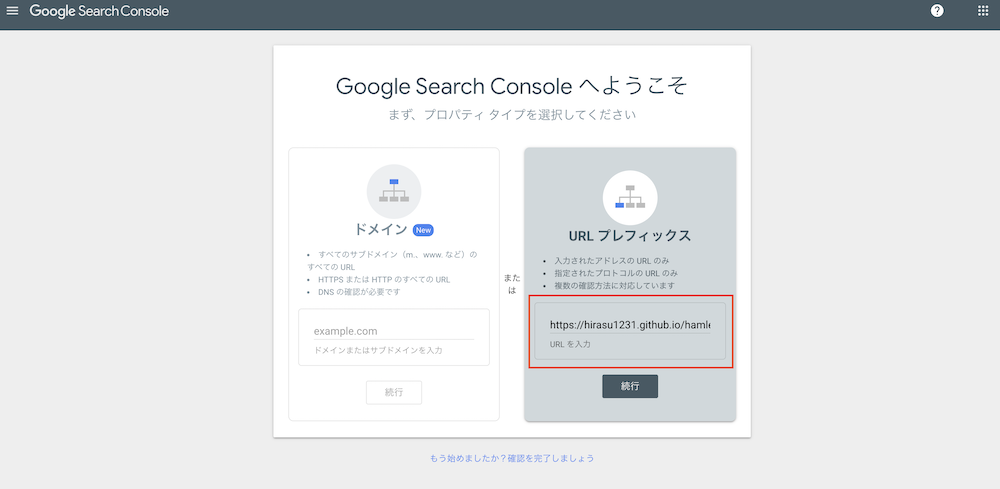 Google Search Console
Google Search Console へようこそ
まず、プロパティ タイプを選択してください
ドメイン New
• すべてのサブドメイン（m.、www. など）の
すべての URL
• HTTPS または HTTP のすべての URL
• DNS の確認が必要です
example.com
ドメインまたはサブドメインを入力
続行
また
は
URL プレフィックス
• 入力されたアドレスの URL のみ
• 指定されたプロトコルの URL のみ
• 複数の確認方法に対応しています
https://hirasu1231.github.io/hamle
URL を入力
続行
もう始めましたか？確認を完了しましょう